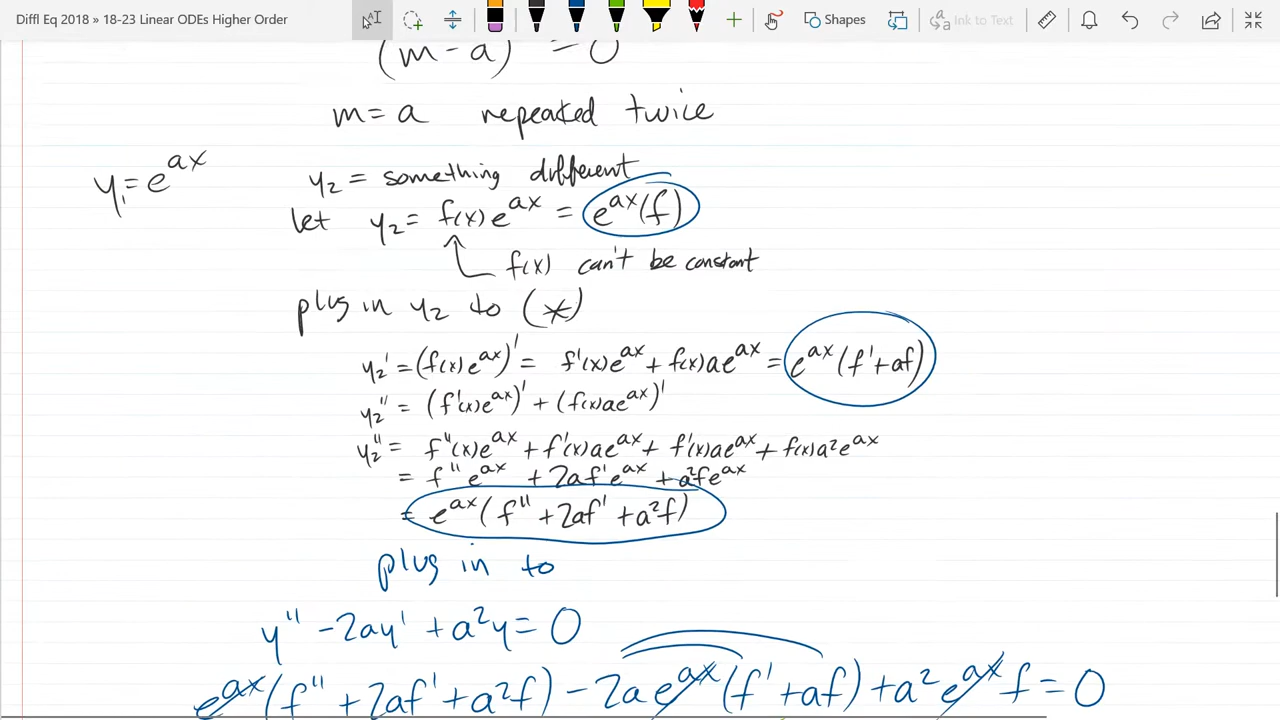 Diffl Eq 2018 » 18-23 Linear ODEs Higher Order
Shapes
Ink to Text
(m - a) = 0
m = a repeated twice
y₁ = e^{ax}
y₂ = something different
let y₂ = f(x)e^{ax} = e^{ax}(f)
f(x) can't be constant
plug in y₂ to (*)
y₂' = (f(x)e^{ax})' = f'(x)e^{ax} + f(x)ae^{ax} = e^{ax}(f' + af)
y₂'' = (f'(x)e^{ax})' + (f(x)ae^{ax})'
y₂'' = f''(x)e^{ax} + f'(x)ae^{ax} + f'(x)ae^{ax} + f(x)a²e^{ax}
= f'' e^{ax} + 2af'e^{ax} + a²fe^{ax}
= e^{ax}(f'' + 2af' + a²f)
plug in to
y'' - 2ay' + a²y = 0
e^{ax}(f'' + 2af' + a²f) - 2ae^{ax}(f' + af) + a²e^{ax}f = 0